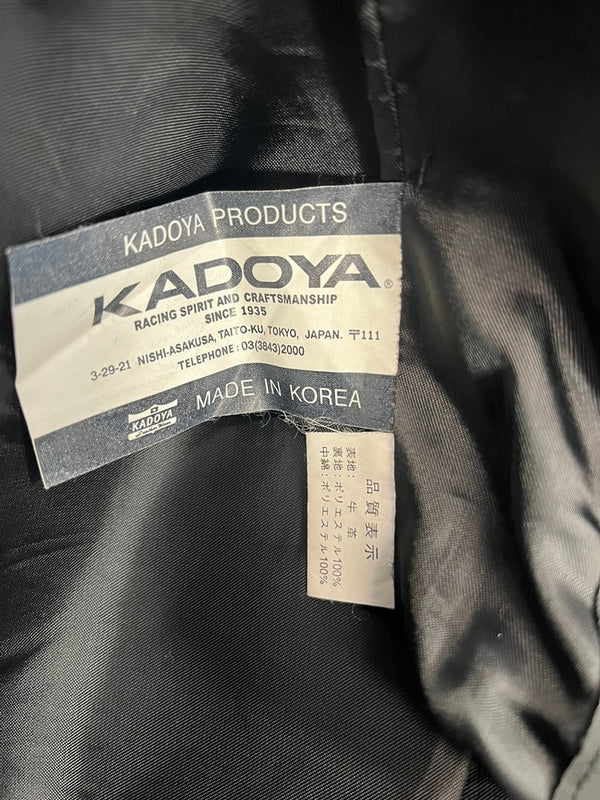 KADOYA PRODUCTS
KADOYA®
RACING SPIRIT AND CRAFTSMANSHIP
SINCE 1935
3-29-21 NISHI-ASAKUSA, TAITO-KU, TOKYO, JAPAN. 〒111
TELEPHONE : 03(3843)2000
KADOYA
MADE IN KOREA
品質表示
表地: 牛革
裏地:ポリエステル100%
中綿:ポリエステル100%